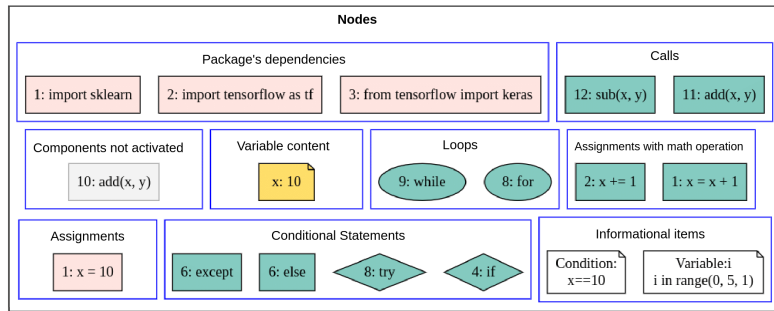 Nodes
Package's dependencies
1: import sklearn
2: import tensorflow as tf
3: from tensorflow import keras
Calls
12: sub(x, y)
11: add(x, y)
Components not activated
10: add(x, y)
Variable content
x: 10
Loops
9: while
8: for
Assignments with math operation
2: x += 1
1: x = x + 1
Assignments
1: x = 10
Conditional Statements
6: except
6: else
8: try
4: if
Informational items
Condition:
x==10
Variable:i
i in range(0, 5, 1)